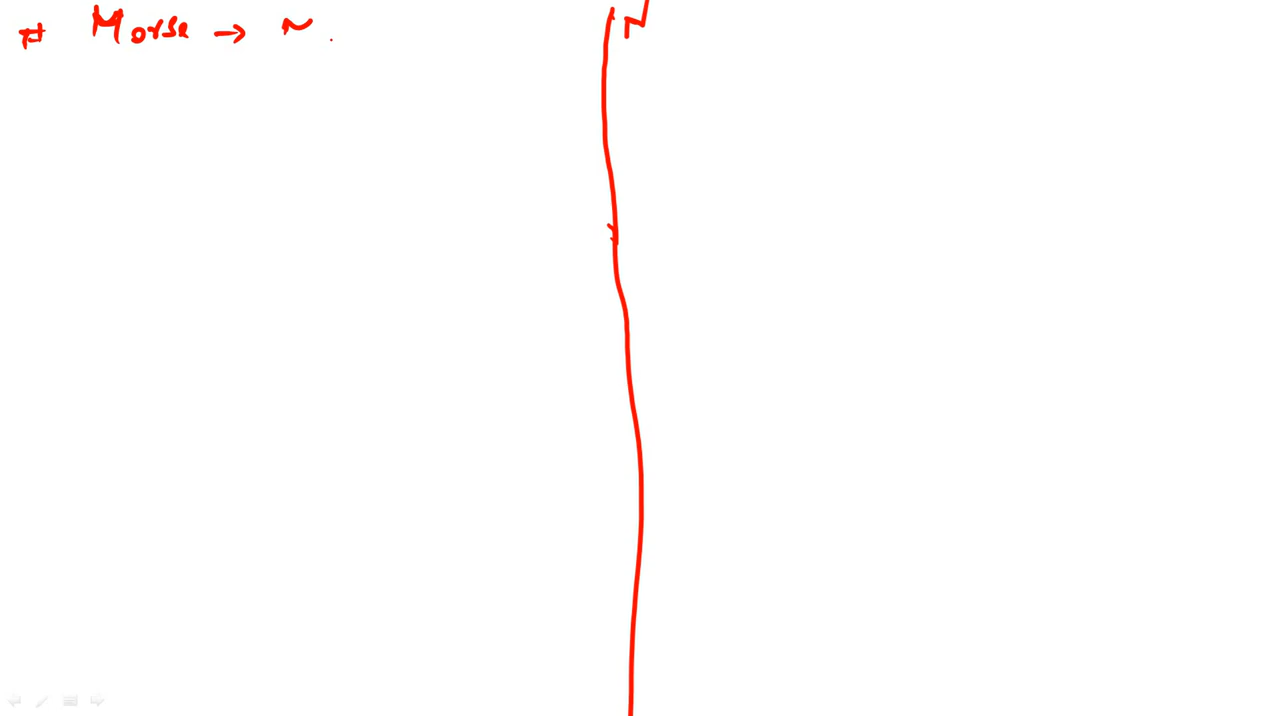 # Morse → ~
N